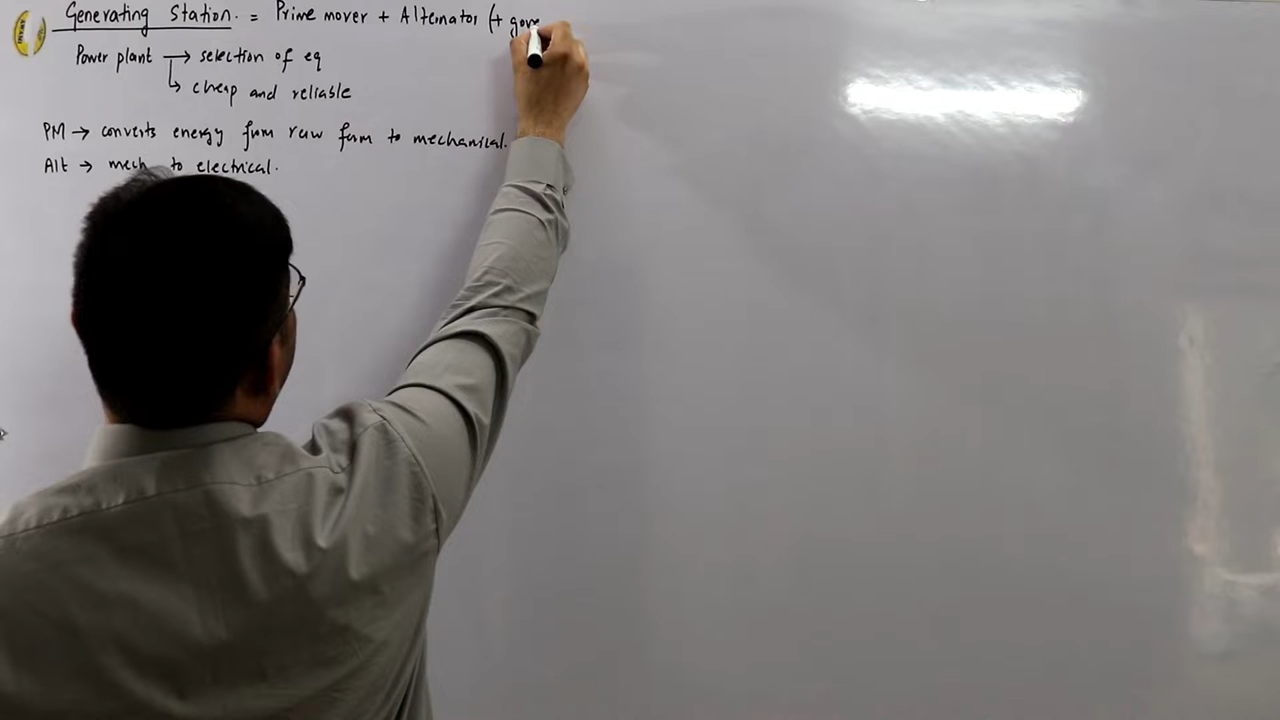 Generating Station. = Prime mover + Alternator (+ gove
Power plant → selection of eq
↳ cheap and reliable
PM → converts energy from raw form to mechanical.
Alt → mech to electrical.